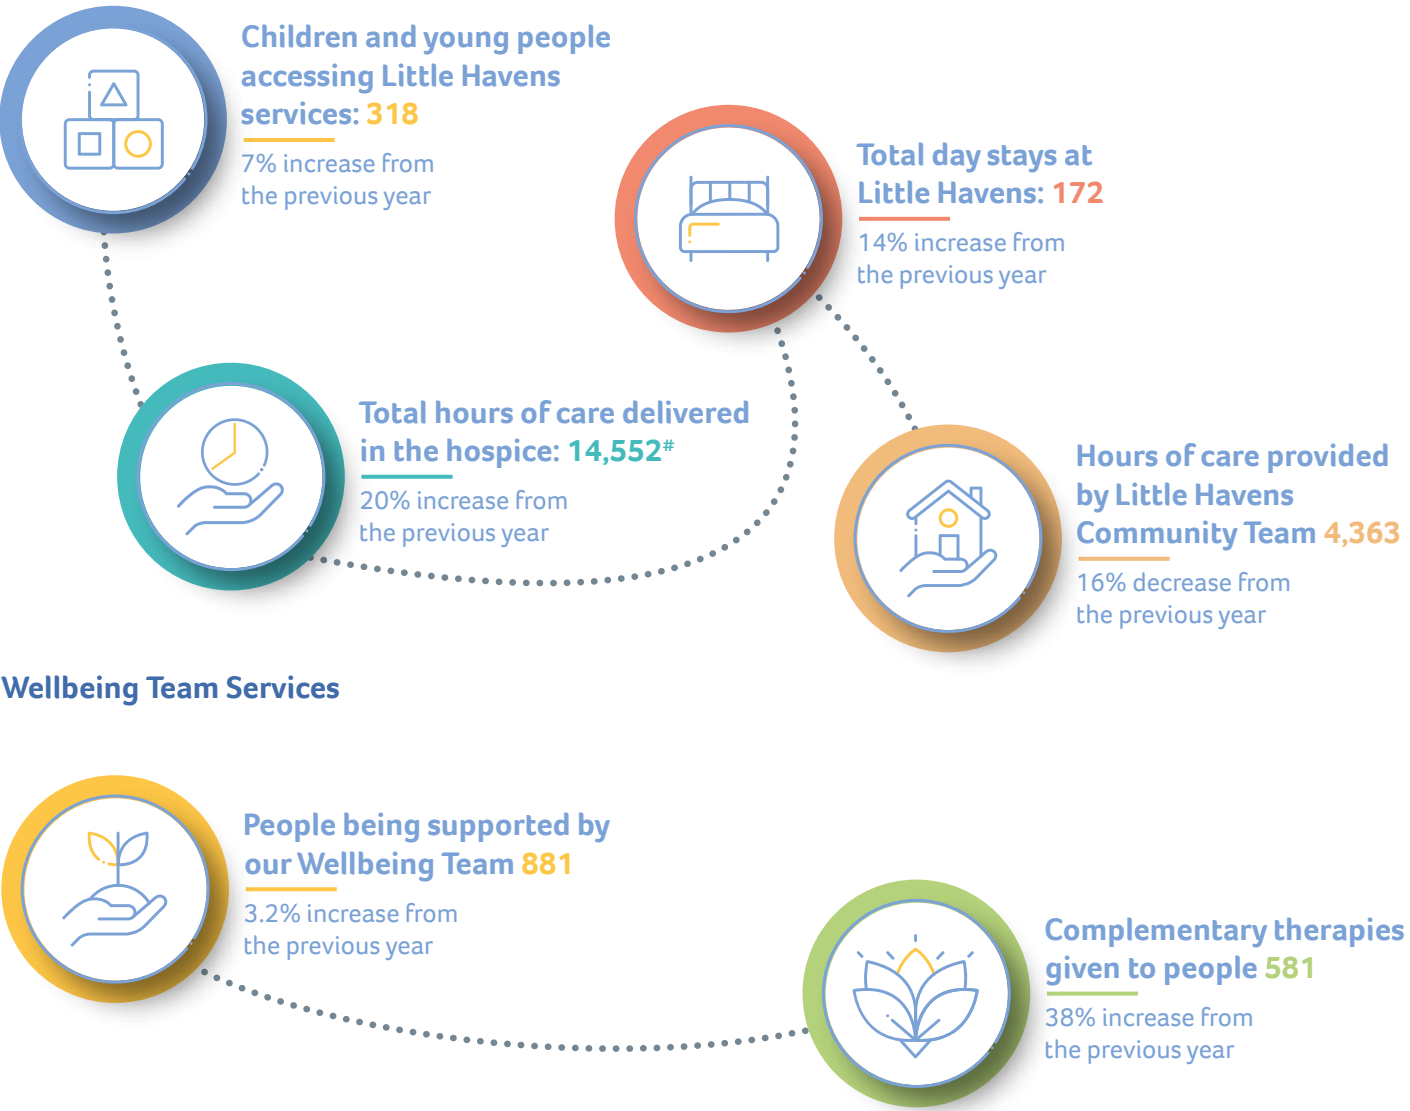 Children and young people
accessing Little Havens
services: 318
7% increase from
the previous year
Total day stays at
Little Havens: 172
14% increase from
the previous year
Total hours of care delivered
in the hospice: 14,552#
20% increase from
the previous year
Hours of care provided
by Little Havens
Community Team 4,363
16% decrease from
the previous year
Wellbeing Team Services
People being supported by
our Wellbeing Team 881
3.2% increase from
the previous year
Complementary therapies
given to people 581
38% increase from
the previous year